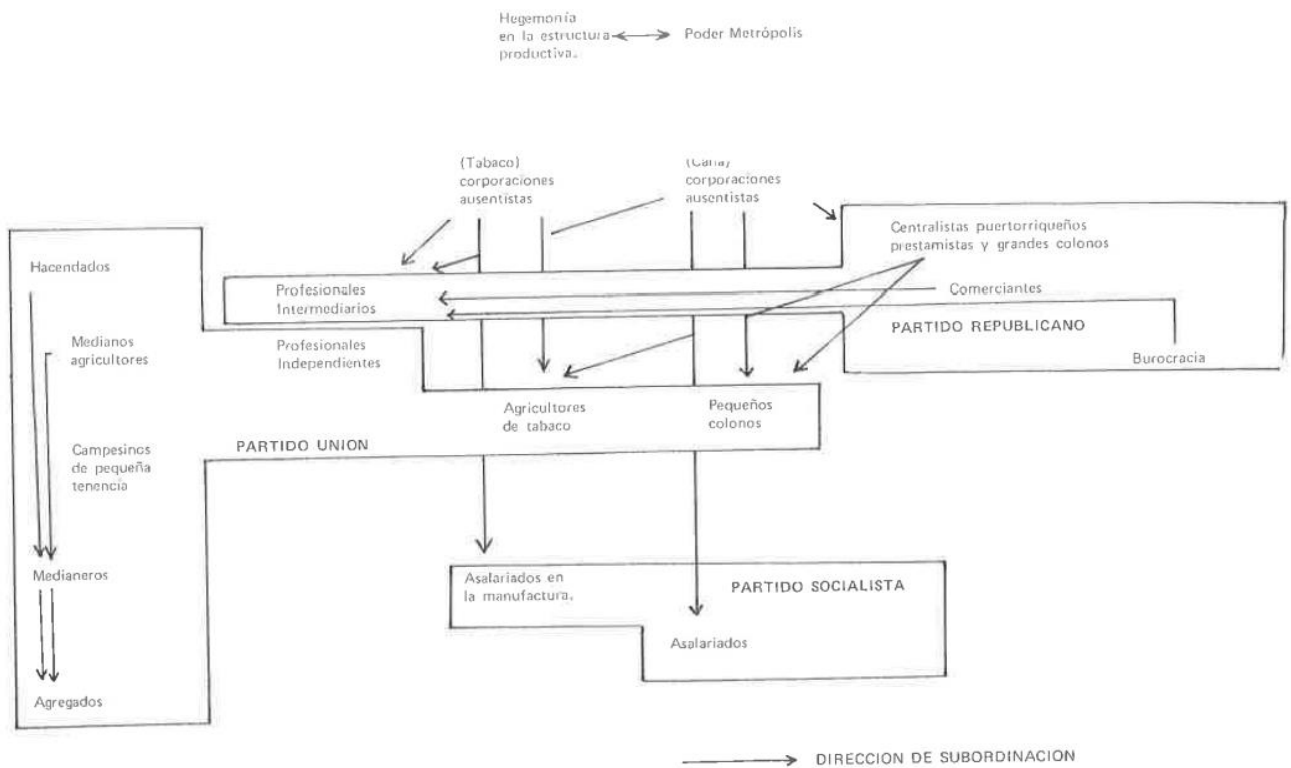 Hegemonía
en la estructura
productiva.
Poder Metrópolis
(Tabaco)
corporaciones
ausentistas
(Caña)
corporaciones
ausentistas
Centralistas puertorriqueños
prestamistas y grandes colonos
Hacendados
Profesionales
Intermediarios
Comerciantes
PARTIDO REPUBLICANO
Burocracia
Medianos
agricultores
Profesionales
Independientes
Agricultores
de tabaco
Pequeños
colonos
PARTIDO UNION
Campesinos
de pequeña
tenencia
Medianeros
Asalariados en
la manufactura.
PARTIDO SOCIALISTA
Asalariados
Agregados
DIRECCION DE SUBORDINACION